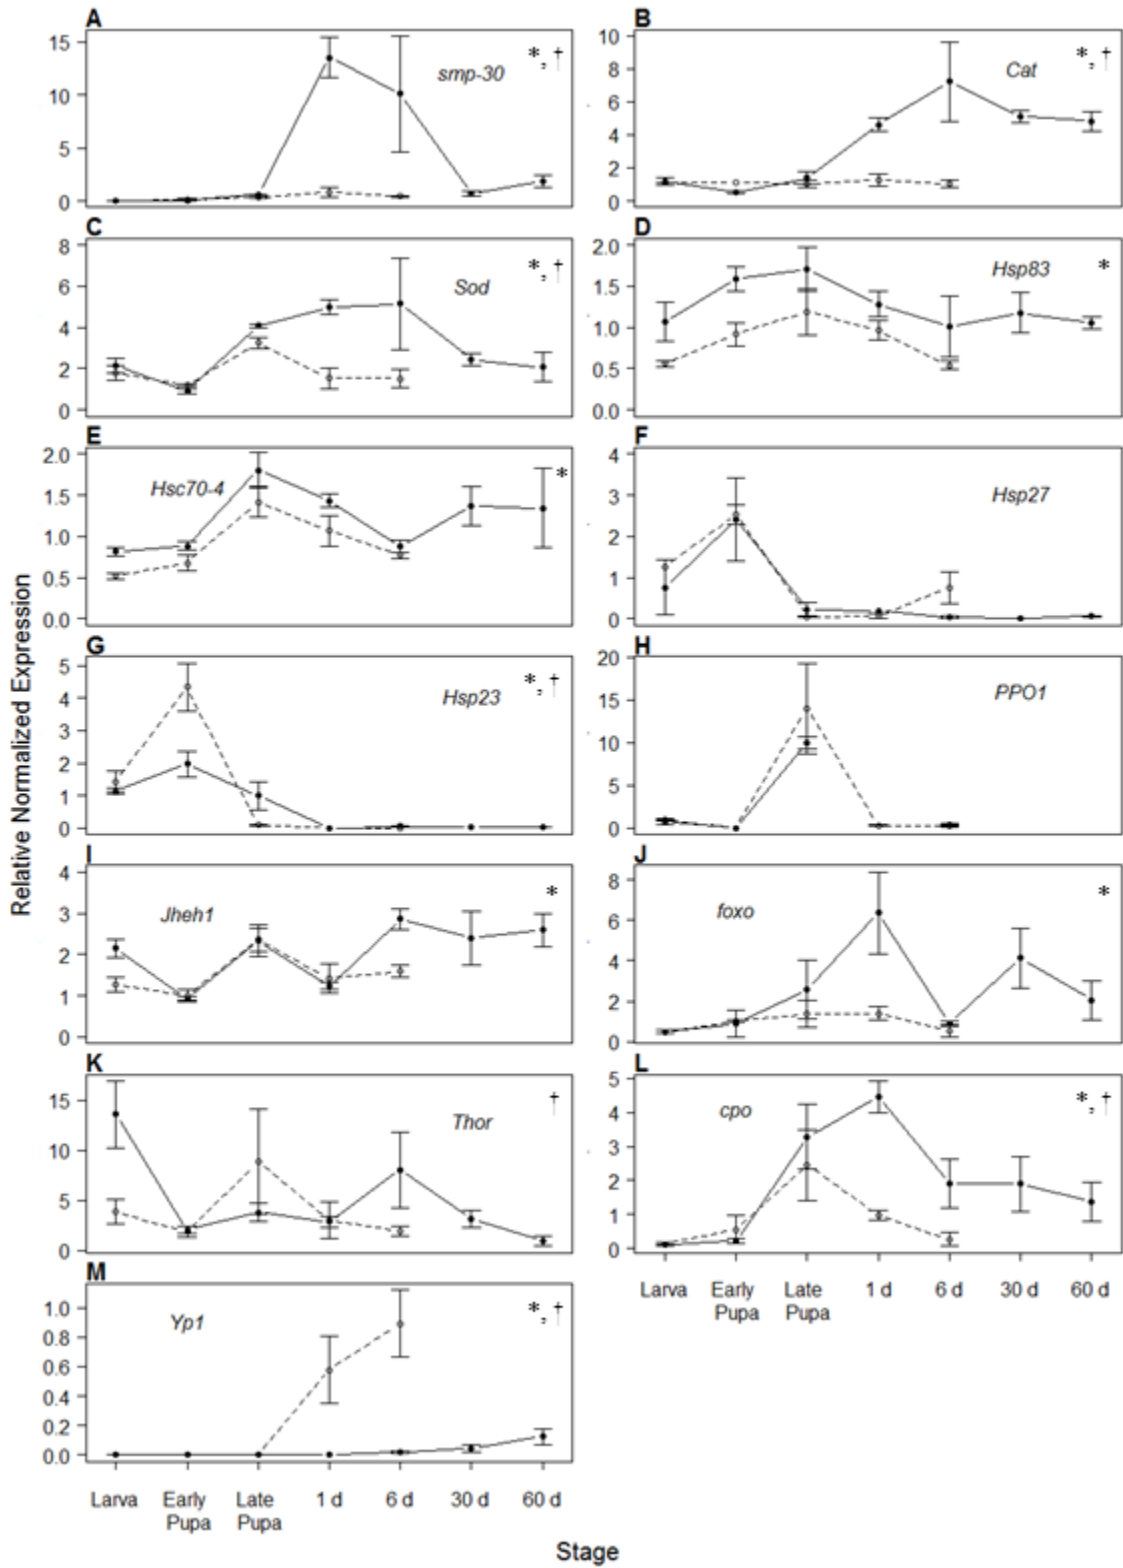 A
15
10
5
0
smp-30
*, †
B
10
8
6
4
2
0
Cat
*, †
C
8
6
4
2
0
Sod
*, †
D
2.0
1.5
1.0
0.5
0.0
Hsp83
*
E
2.0
1.5
1.0
0.5
0.0
Hsc70-4
*
F
4
3
2
1
0
Hsp27
G
5
4
3
2
1
0
Hsp23
*, †
H
20
15
10
5
0
PPO1
I
4
3
2
1
0
Jheh1
*
J
8
6
4
2
0
foxo
*
K
15
10
5
0
Thor
†
L
5
4
3
2
1
0
cpo
*, †
Larva Early Late 1 d 6 d 30 d 60 d
Pupa Pupa
M
1.0
0.8
0.6
0.4
0.2
0.0
Yp1
*, †
Larva Early Late 1 d 6 d 30 d 60 d
Pupa Pupa
Relative Normalized Expression
Stage